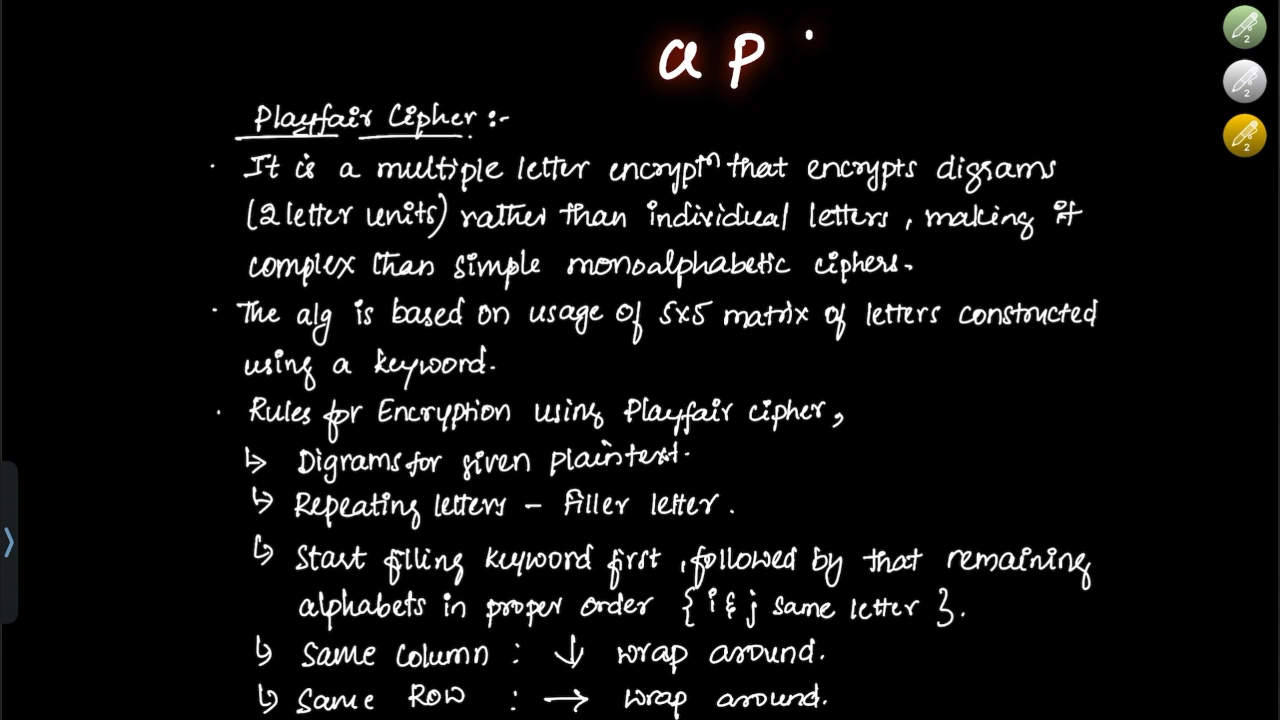 a p
Playfair Cipher :-
· It is a multiple letter encryptⁿ that encrypts digrams
(2 letter units) rather than individual letters, making it
complex than simple monoalphabetic ciphers.
· The alg is based on usage of 5x5 matrix of letters constructed
using a keyword.
· Rules for Encryption using Playfair cipher,
↳ Digrams for given plaintext.
↳ Repeating letters - Filler letter.
↳ Start filling keyword first, followed by that remaining
alphabets in proper order { i & j same letter }.
↳ Same Column : ↓ wrap around.
↳ Same Row : → wrap around.
2
2
2